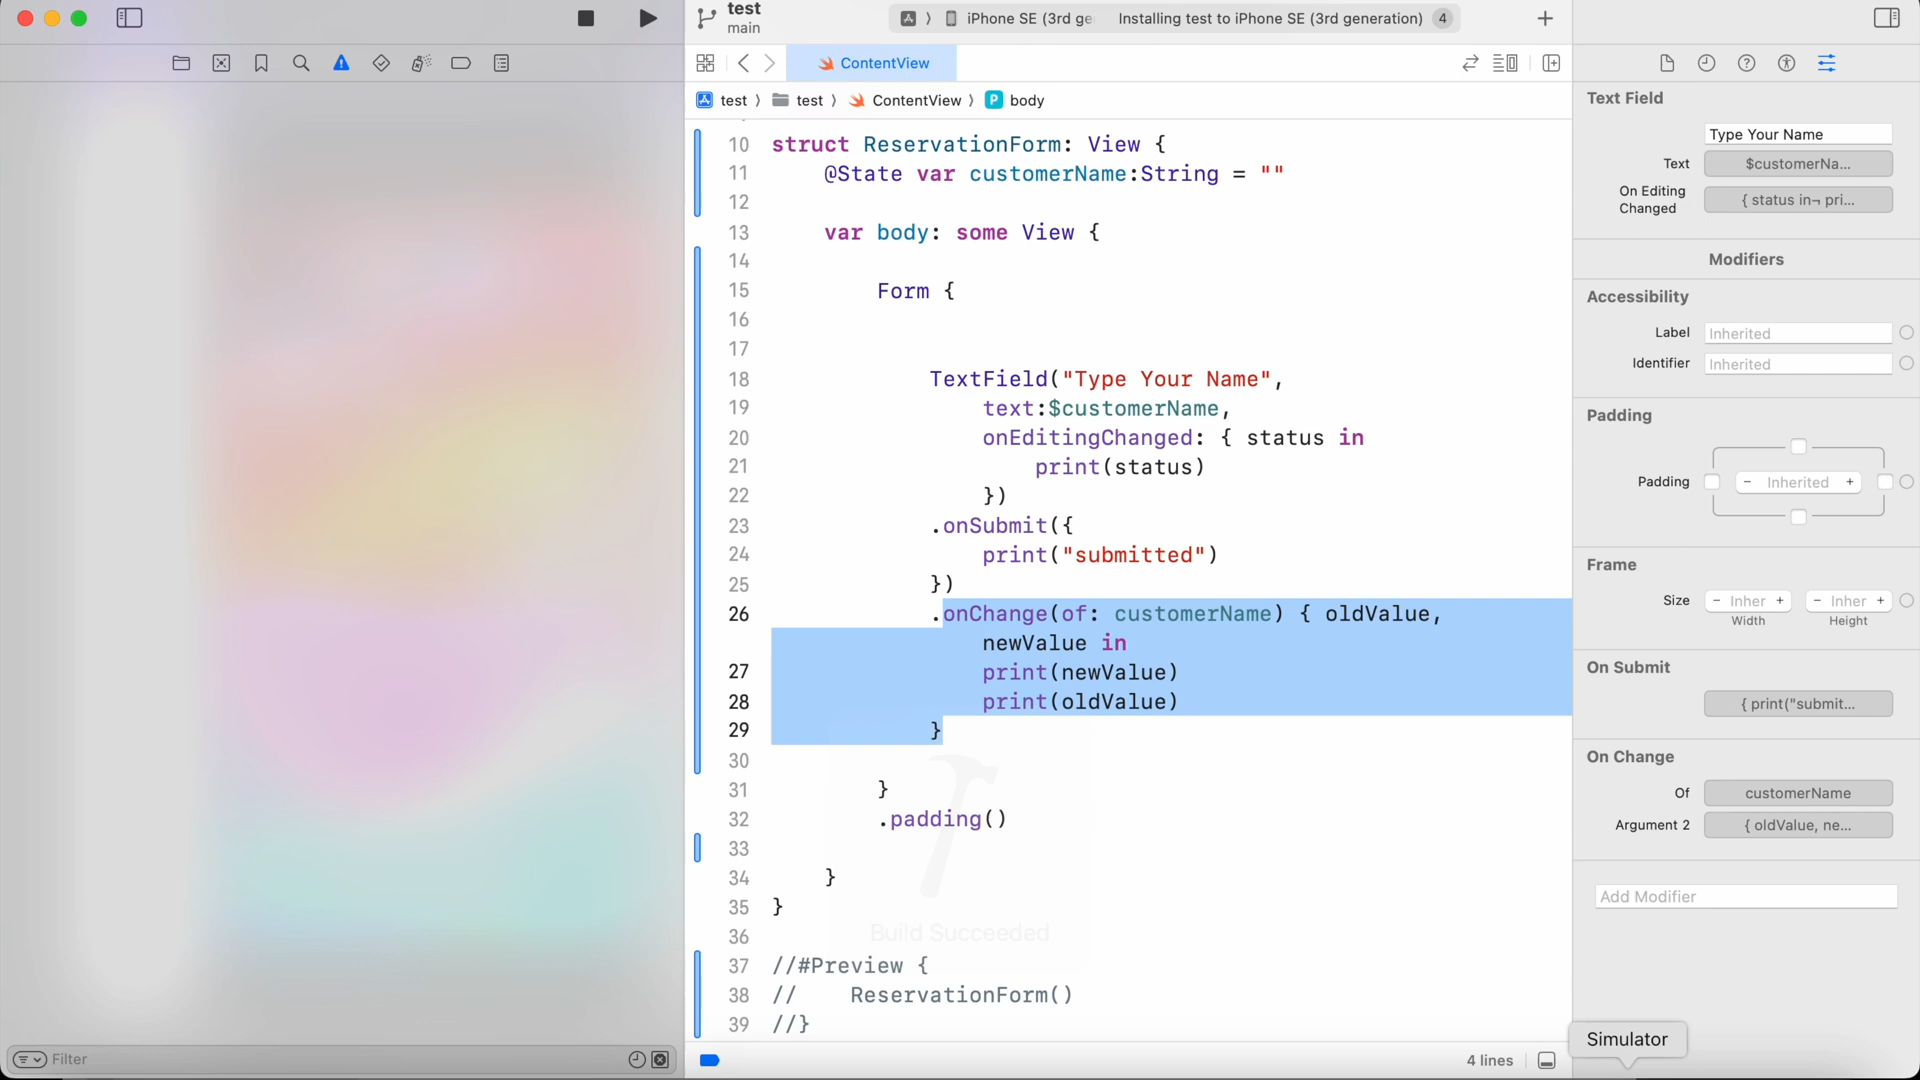 test
main
iPhone SE (3rd ge
Installing test to iPhone SE (3rd generation)
4
ContentView
test
test
ContentView
P
body
10 struct ReservationForm: View {
11 @State var customerName:String = ""
12
13 var body: some View {
14
15 Form {
16
17
18 TextField("Type Your Name",
19 text:$customerName,
20 onEditingChanged: { status in
21 print(status)
22 })
23 .onSubmit({
24 print("submitted")
25 })
26 .onChange(of: customerName) { oldValue,
newValue in
27 print(newValue)
28 print(oldValue)
29 }
30
31 }
32 .padding()
33
34 }
35 }
36
Build Succeeded
37 //#Preview {
38 // ReservationForm()
39 //}
Filter
4 lines
Simulator
Text Field
Type Your Name
Text $customerNa...
On Editing
Changed
{ status in¬ pri...
Modifiers
Accessibility
Label Inherited
Identifier Inherited
Padding
Padding - Inherited +
Frame
Size - Inher + - Inher +
Width Height
On Submit
{ print("submit...
On Change
Of customerName
Argument 2 { oldValue, ne...
Add Modifier